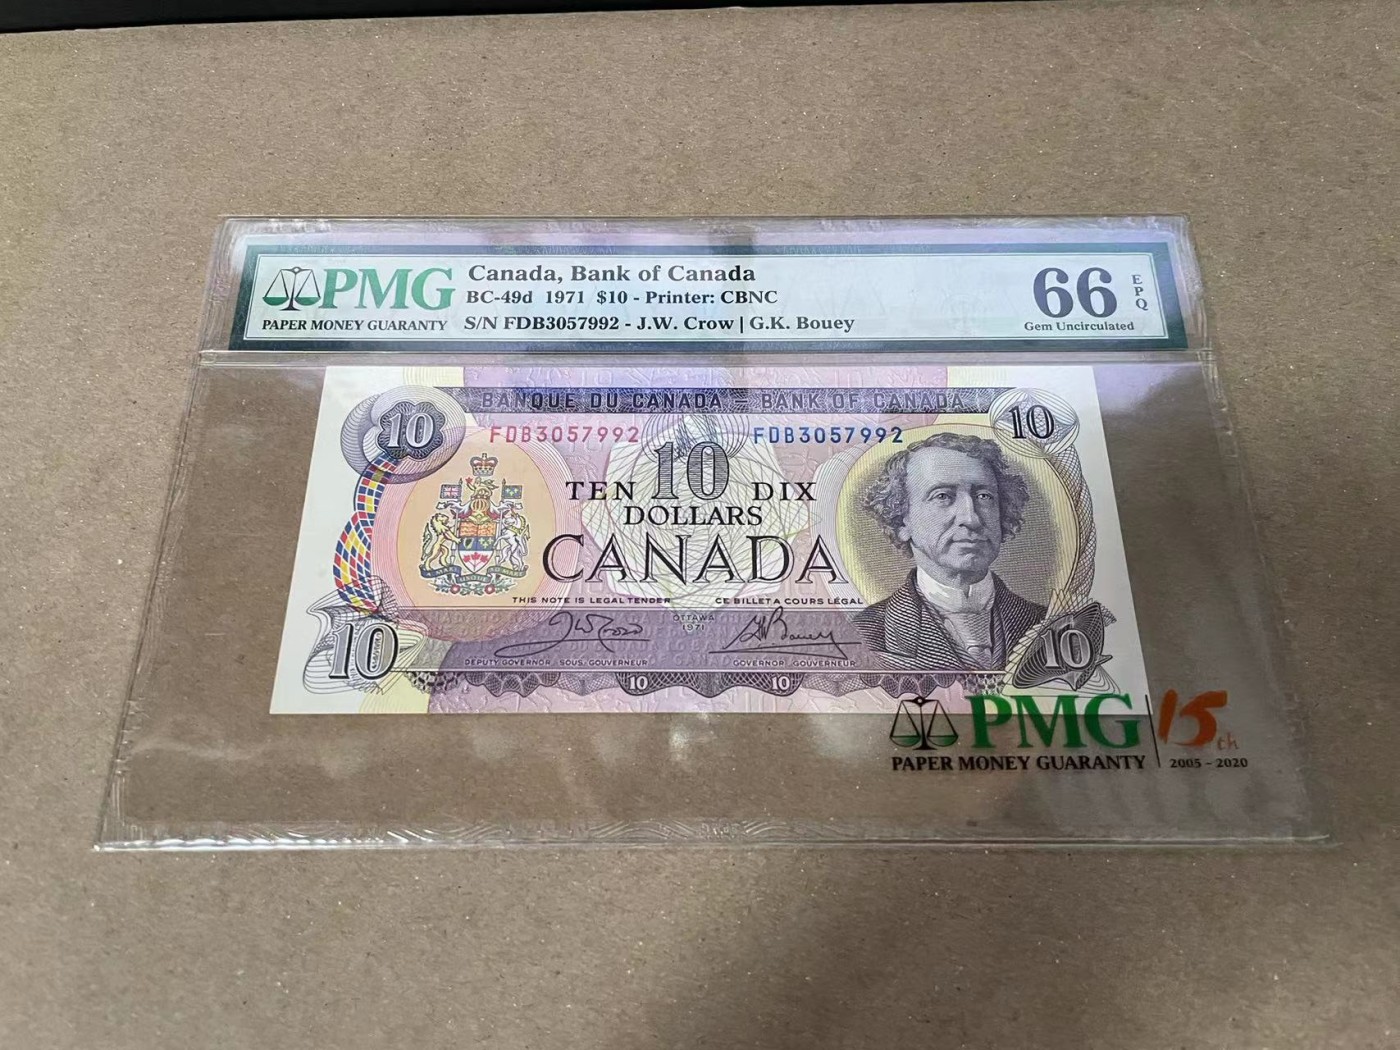 PMG
PAPER MONEY GUARANTY
Canada, Bank of Canada
BC-49d 1971 $10 - Printer: CBNC
S/N FDB3057992 - J.W. Crow | G.K. Bouey
66
EPQ
Gem Uncirculated
BANQUE DU CANADA – BANK OF CANADA
10 10
FDB3057992 FDB3057992
TEN 10 DIX
DOLLARS
CANADA
THIS NOTE IS LEGAL TENDER CE BILLET A COURS LÉGAL
OTTAWA
1971
DEPUTY GOVERNOR SOUS-GOUVERNEUR GOVERNOR GOUVERNEUR
10 10 10 10
PMG 15th
PAPER MONEY GUARANTY 2005 - 2020